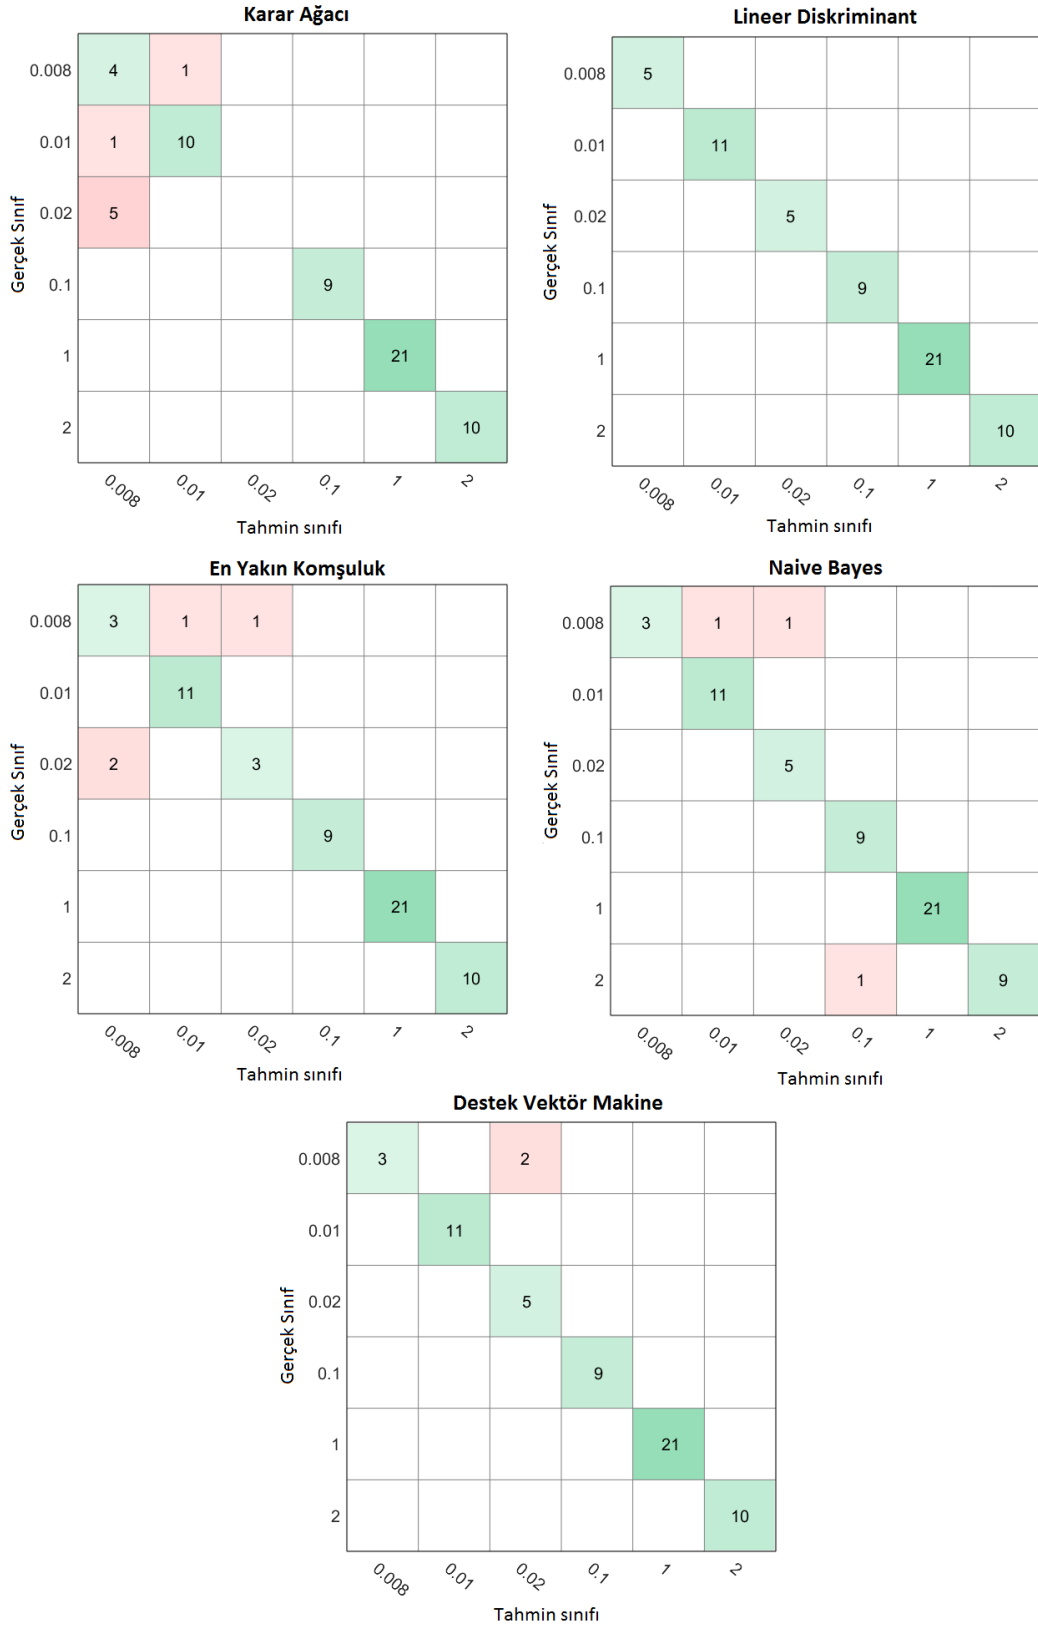 Karar Ağacı
0.008 4 1
0.01 1 10
0.02 5
0.1 9
1 21
2 10
0.008 0.01 0.02 0.1 1 2
Gerçek Sınıf
Tahmin sınıfı
Lineer Diskriminant
0.008 5
0.01 11
0.02 5
0.1 9
1 21
2 10
0.008 0.01 0.02 0.1 1 2
Gerçek Sınıf
Tahmin sınıfı
En Yakın Komşuluk
0.008 3 1 1
0.01 11
0.02 2 3
0.1 9
1 21
2 10
0.008 0.01 0.02 0.1 1 2
Gerçek Sınıf
Tahmin sınıfı
Naive Bayes
0.008 3 1 1
0.01 11
0.02 5
0.1 9
1 21
2 1 9
0.008 0.01 0.02 0.1 1 2
Gerçek Sınıf
Tahmin sınıfı
Destek Vektör Makine
0.008 3 2
0.01 11
0.02 5
0.1 9
1 21
2 10
0.008 0.01 0.02 0.1 1 2
Gerçek Sınıf
Tahmin sınıfı